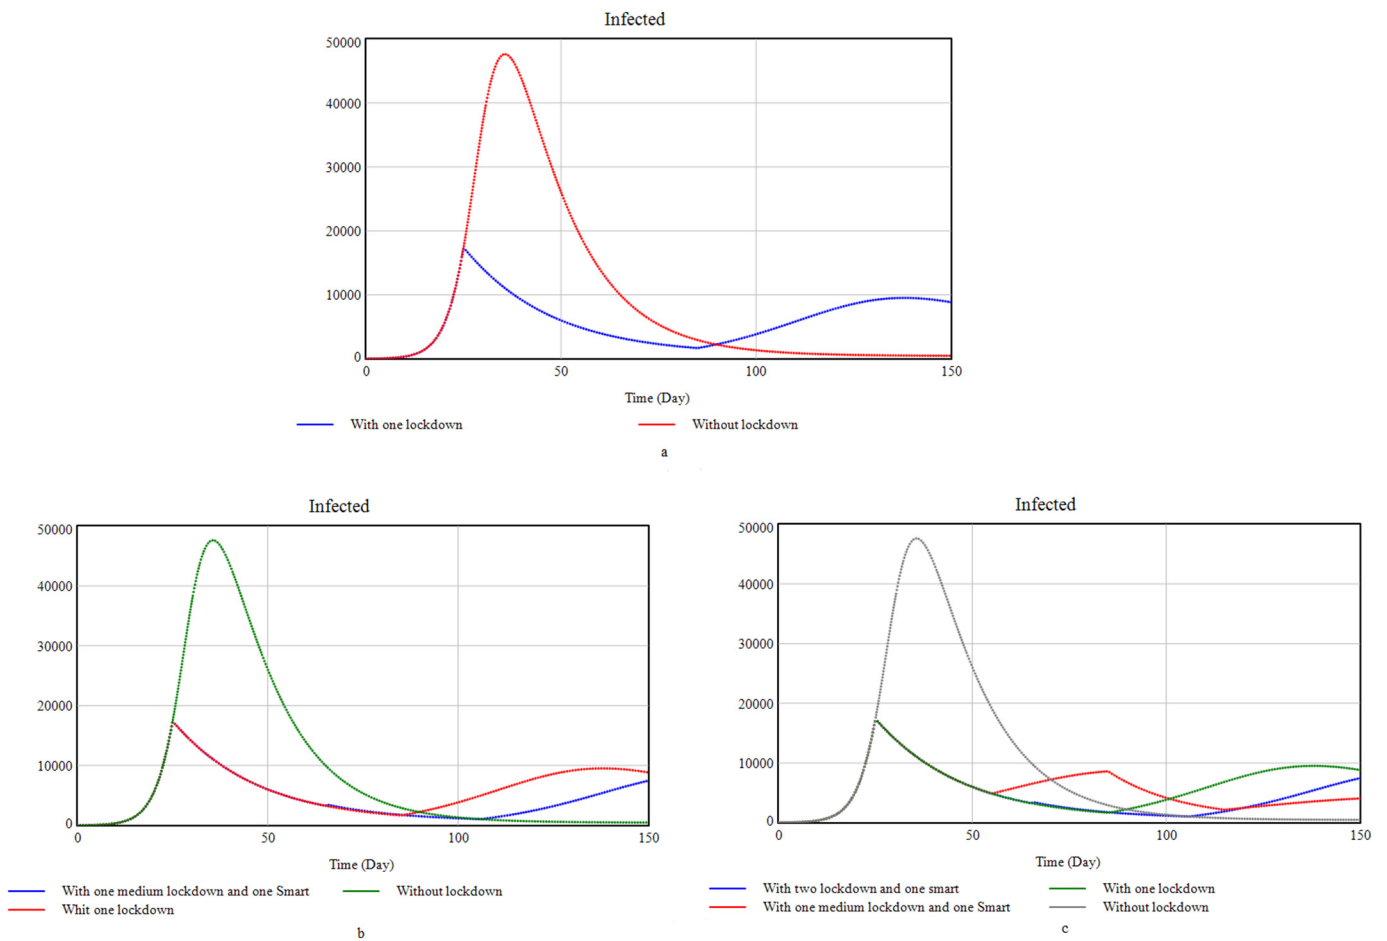 Infected
50000
40000
30000
20000
10000
0
0 50 100 150
Time (Day)
With one lockdown Without lockdown
a
Infected
50000
40000
30000
20000
10000
0
0 50 100 150
Time (Day)
With one medium lockdown and one Smart Without lockdown
Whit one lockdown
b
Infected
50000
40000
30000
20000
10000
0
0 50 100 150
Time (Day)
With two lockdown and one smart With one lockdown
With one medium lockdown and one Smart Without lockdown
c